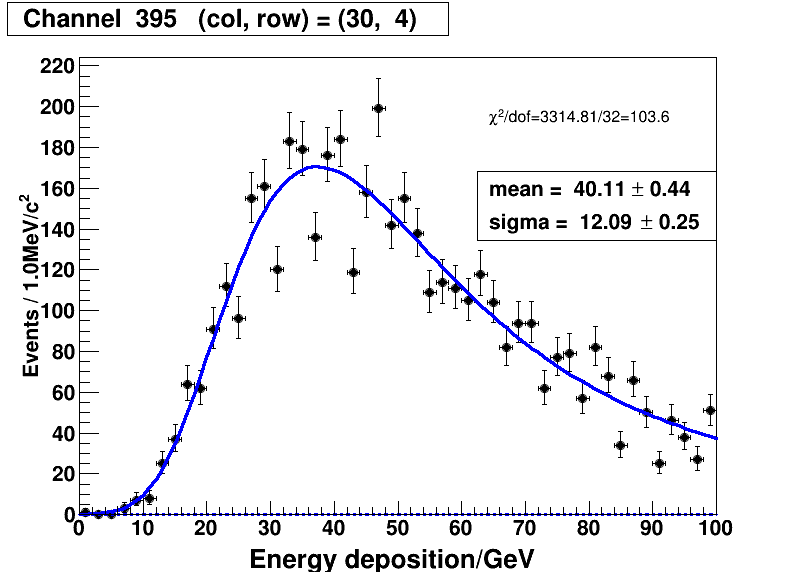 Channel 395 (col, row) = (30, 4)
χ²/dof=3314.81/32=103.6
mean = 40.11 ± 0.44
sigma = 12.09 ± 0.25
Events / 1.0MeV/c²
220
200
180
160
140
120
100
80
60
40
20
0
0 10 20 30 40 50 60 70 80 90 100
Energy deposition/GeV